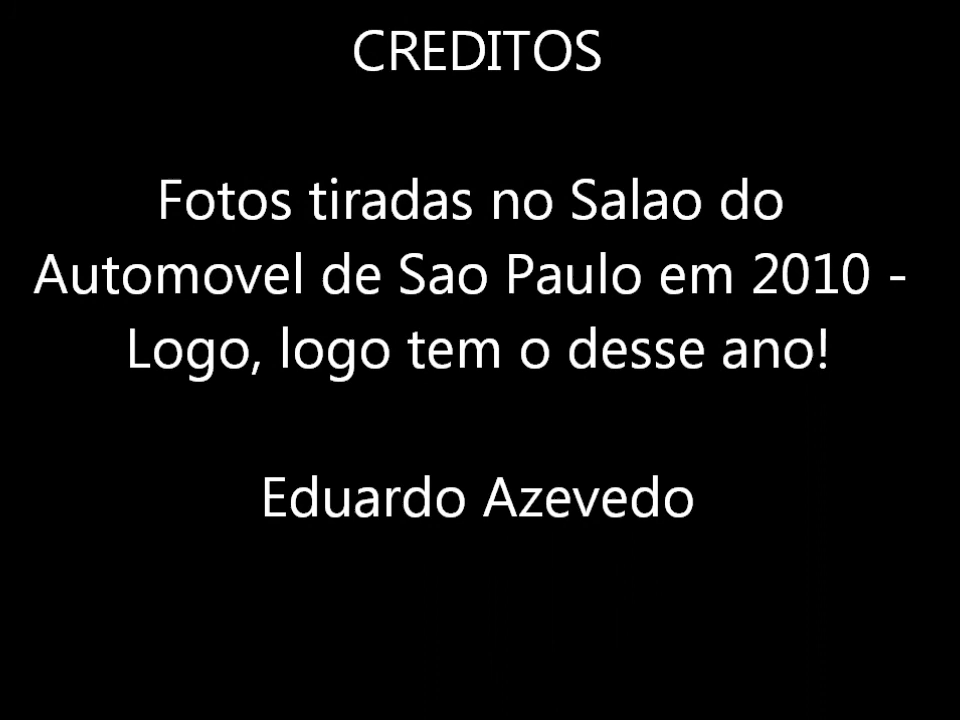 CREDITOS
Fotos tiradas no Salao do
Automovel de Sao Paulo em 2010 -
Logo, logo tem o desse ano!
Eduardo Azevedo